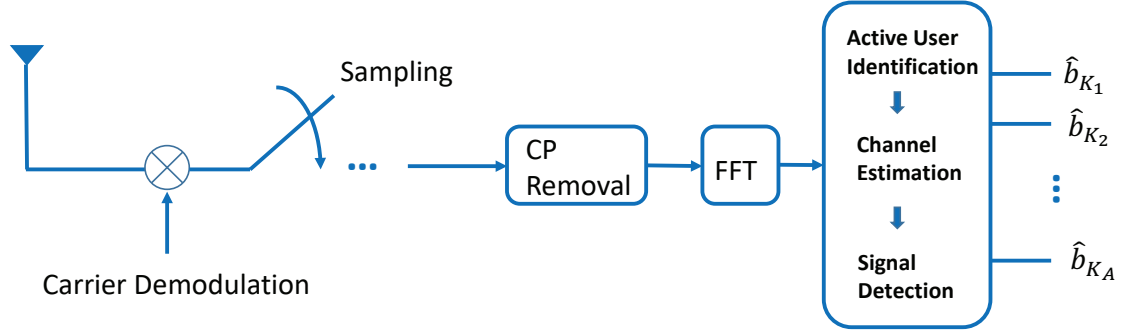 Sampling
Carrier Demodulation
...
CP
Removal
FFT
Active User
Identification
Channel
Estimation
Signal
Detection
b̂_{K_1}
b̂_{K_2}
⋮
b̂_{K_A}